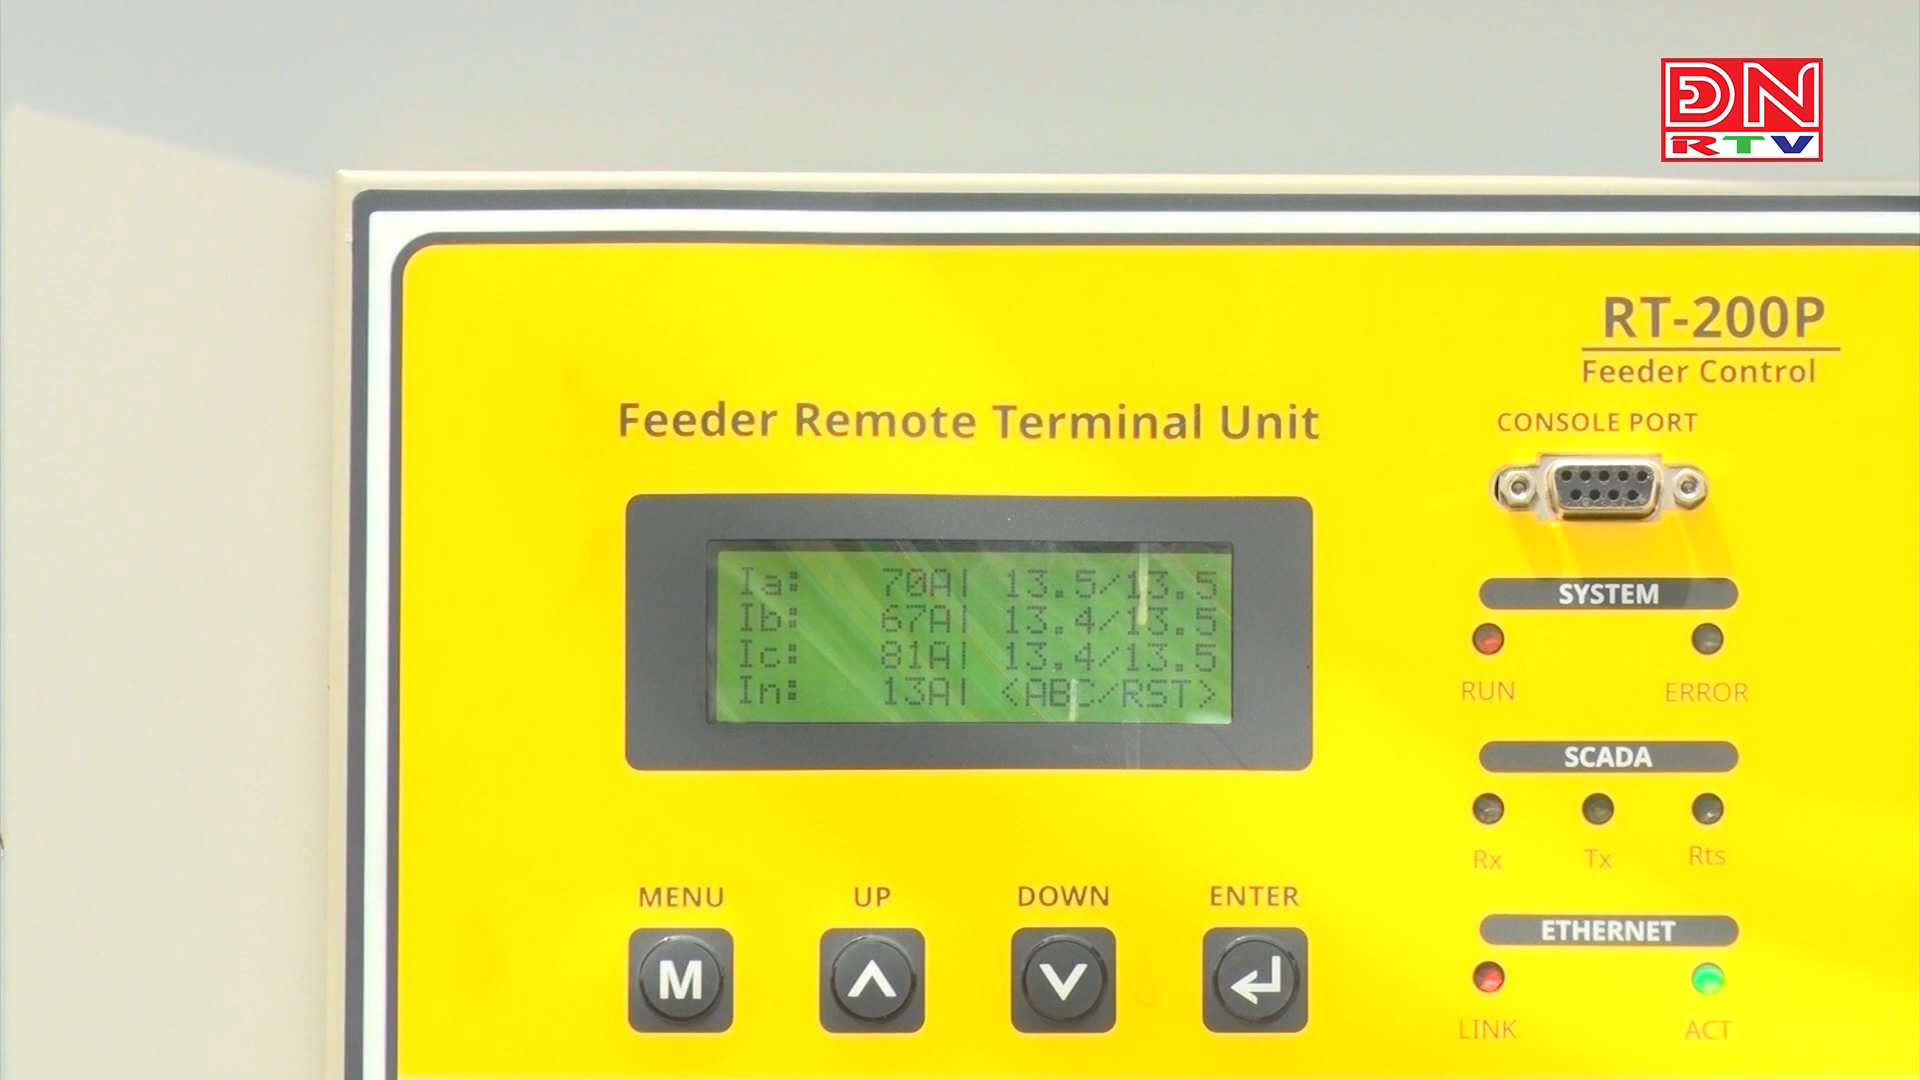 ĐN
RTV
RT-200P
Feeder Control
Feeder Remote Terminal Unit
CONSOLE PORT
Ia: 70A| 13.5/13.5
Ib: 67A| 13.4/13.5
Ic: 81A| 13.4/13.5
In: 13A| <ABC/RST>
SYSTEM
RUN ERROR
SCADA
Rx Tx Rts
MENU UP DOWN ENTER
M
ETHERNET
LINK ACT